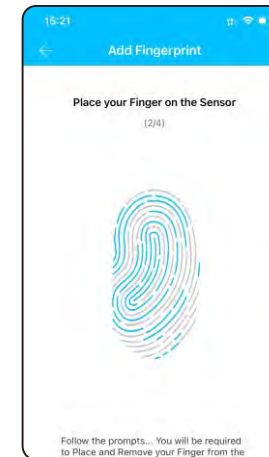 15:21
Add Fingerprint
Place your Finger on the Sensor
(2/4)
Follow the prompts... You will be required
to Place and Remove your Finger from the